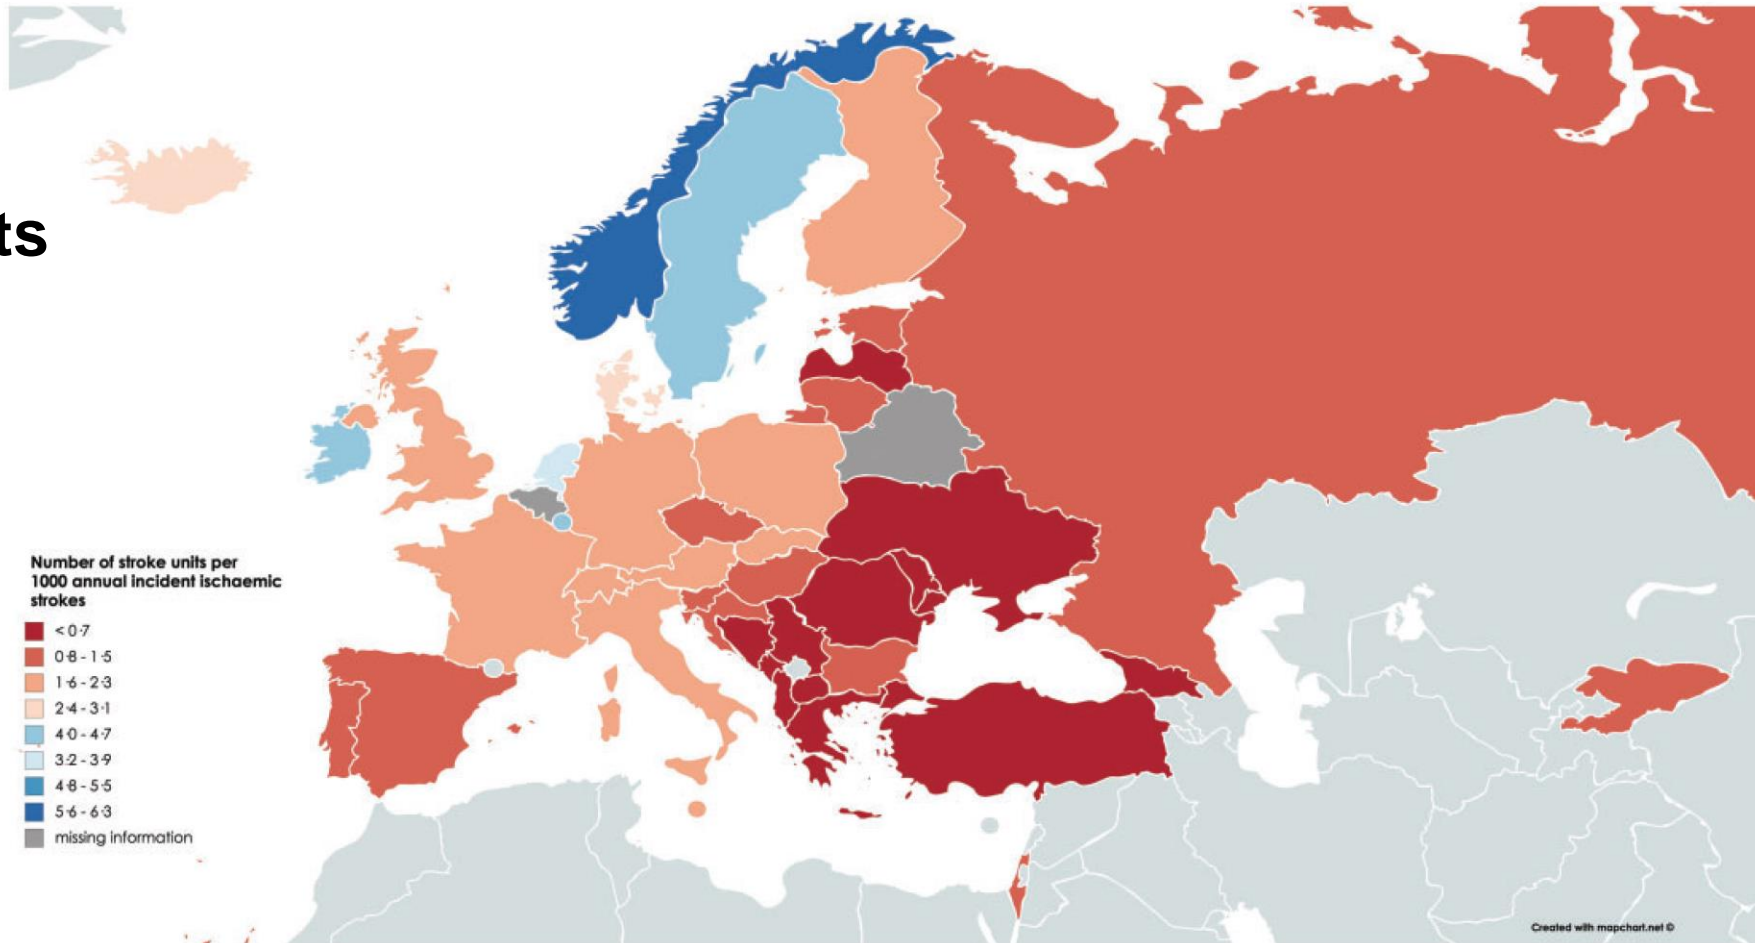 ts
Number of stroke units per
1000 annual incident ischaemic
strokes
< 0·7
0·8 - 1·5
1·6 - 2·3
2·4 - 3·1
4·0 - 4·7
3·2 - 3·9
4·8 - 5·5
5·6 - 6·3
missing information
Created with mapchart.net ©